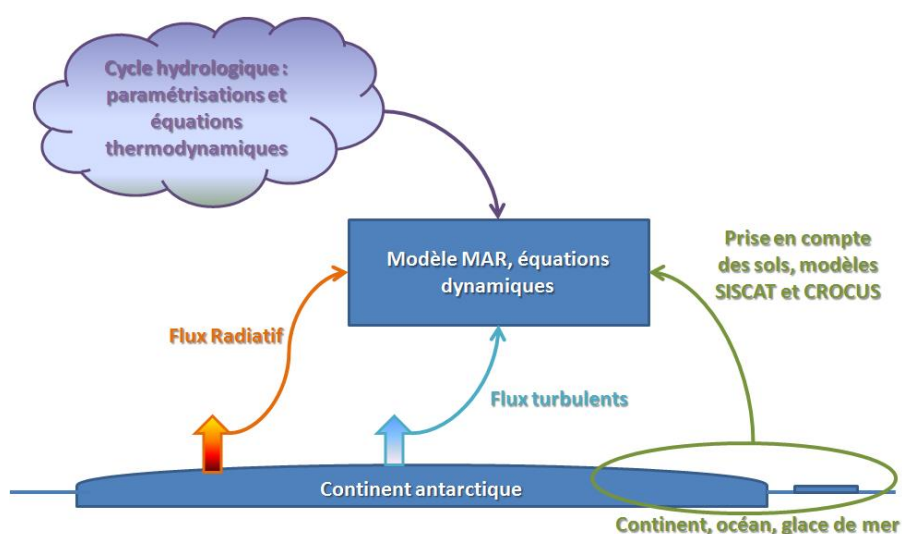 Cycle hydrologique :
paramétrisations et
équations
thermodynamiques
Modèle MAR, équations
dynamiques
Prise en compte
des sols, modèles
SISCAT et CROCUS
Flux Radiatif
Flux turbulents
Continent antarctique
Continent, océan, glace de mer